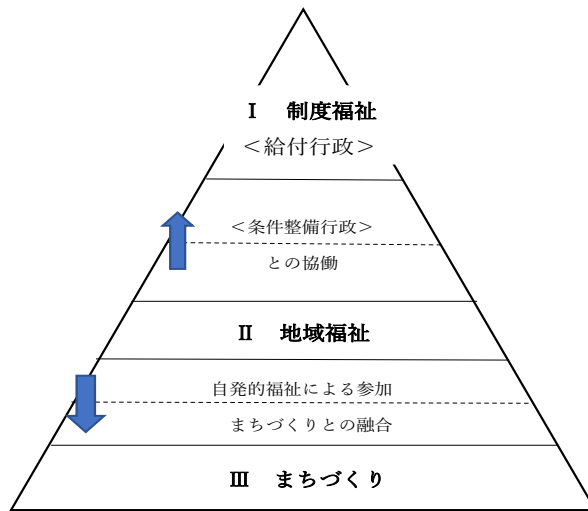 Ⅰ　制度福祉
＜給付行政＞
＜条件整備行政＞
との協働
Ⅱ　地域福祉
自発的福祉による参加
まちづくりとの融合
Ⅲ　まちづくり